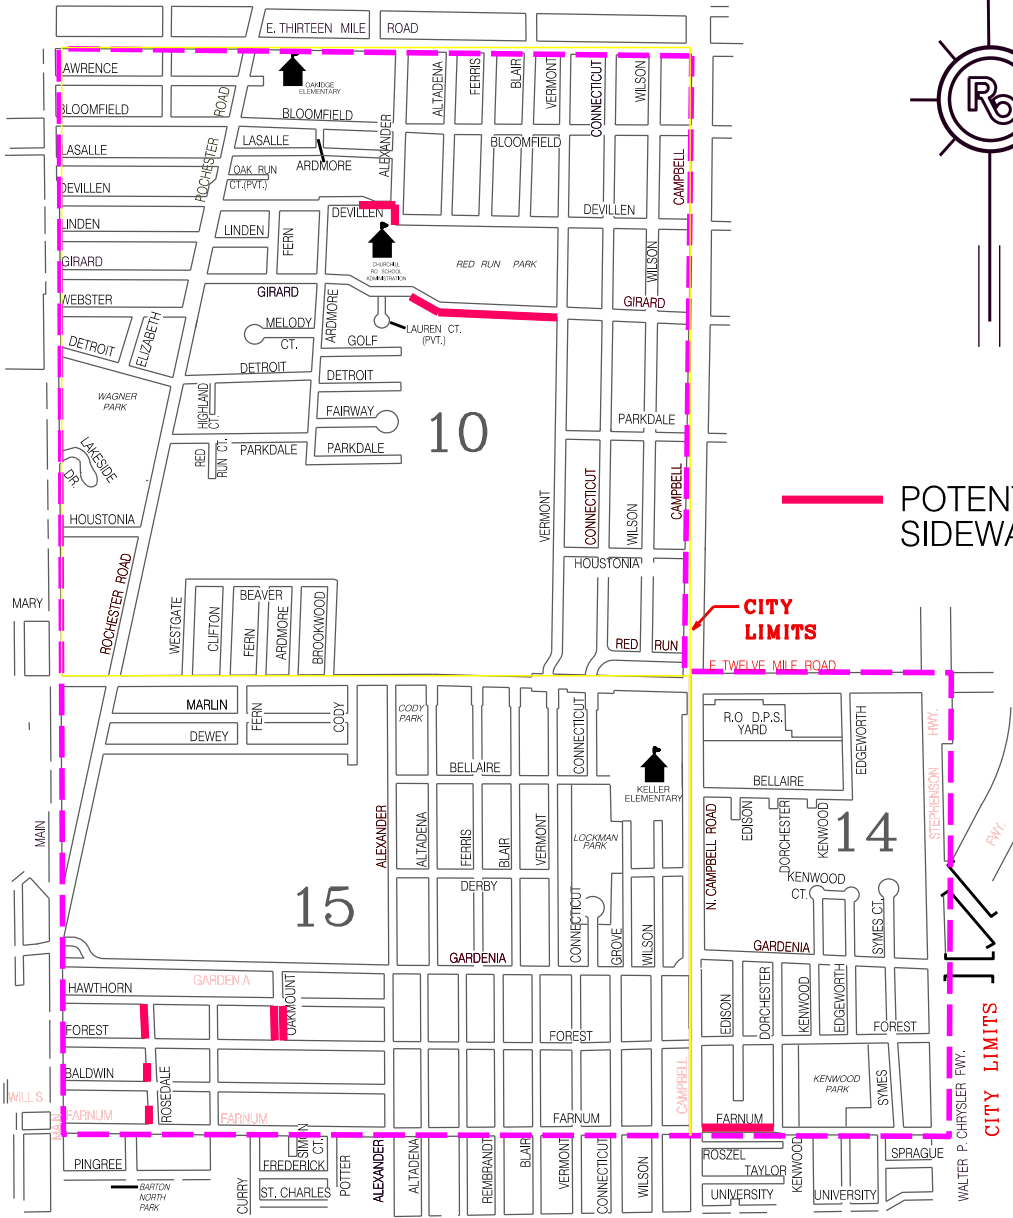 E. THIRTEEN MILE ROAD
AWRENCE
OAKIDGE
ELEMENTARY
ALTADENA
FERRIS
BLAIR
VERMONT
CONNECTICUT
WILSON
BLOOMFIELD
ROCHESTER ROAD
BLOOMFIELD
ALEXANDER
LASALLE
LASALLE
ARDMORE
BLOOMFIELD
CAMPBELL
DEVILLEN
OAK RUN
CT.(PVT.)
LINDEN
LINDEN
FERN
DEVILLEN
DEVILLEN
GIRARD
CHURCHILL
RO SCHOOL
ADMINISTRATION
RED RUN PARK
WILSON
WEBSTER
GIRARD
ARDMORE
GIRARD
DETROIT
ELIZABETH
MELODY
CT.
GOLF
LAUREN CT.
(PVT.)
DETROIT
DETROIT
WAGNER
PARK
HIGHLAND
CT.
FAIRWAY
10
PARKDALE
LAKESIDE
DR.
RED
RUN CT.
PARKDALE
PARKDALE
VERMONT
CONNECTICUT
WILSON
CAMPBELL
POTENT
SIDEWA
HOUSTONIA
HOUSTONIA
ROCHESTER ROAD
MARY
WESTGATE
CLIFTON
BEAVER
FERN
ARDMORE
BROOKWOOD
CITY
LIMITS
RED RUN
E. TWELVE MILE ROAD
MARLIN
FERN
CODY
CODY
PARK
CONNECTICUT
R.O D.P.S.
YARD
EDGEWORTH
STEPHENSON HWY.
DEWEY
BELLAIRE
KELLER
ELEMENTARY
BELLAIRE
MAIN
ALEXANDER
ALTADENA
FERRIS
BLAIR
VERMONT
LOCKMAN
PARK
N. CAMPBELL ROAD
EDISON
DORCHESTER
KENWOOD
14
FWY.
15
DERBY
CONNECTICUT
GROVE
WILSON
KENWOOD
CT.
SYMES CT.
GARDENIA
GARDENIA
HAWTHORN
GARDEN A
OAKMOUNT
EDISON
DORCHESTER
KENWOOD
EDGEWORTH
FOREST
FOREST
FOREST
BALDWIN
ROSEDALE
CAMPBELL
KENWOOD
PARK
SYMES
CITY LIMITS
WALTER P. CHRYSLER FWY.
WILL S
MA N
FARNUM
FARNUM
FARNUM
FARNUM
PINGREE
SIMON
CT.
FREDERICK
ST. CHARLES
CURRY
POTTER
ALEXANDER
ALTADENA
REMBRANDT
BLAIR
VERMONT
CONNECTICUT
WILSON
ROSZEL
TAYLOR
UNIVERSITY
KENWOOD
UNIVERSITY
SPRAGUE
BARTON
NORTH
PARK